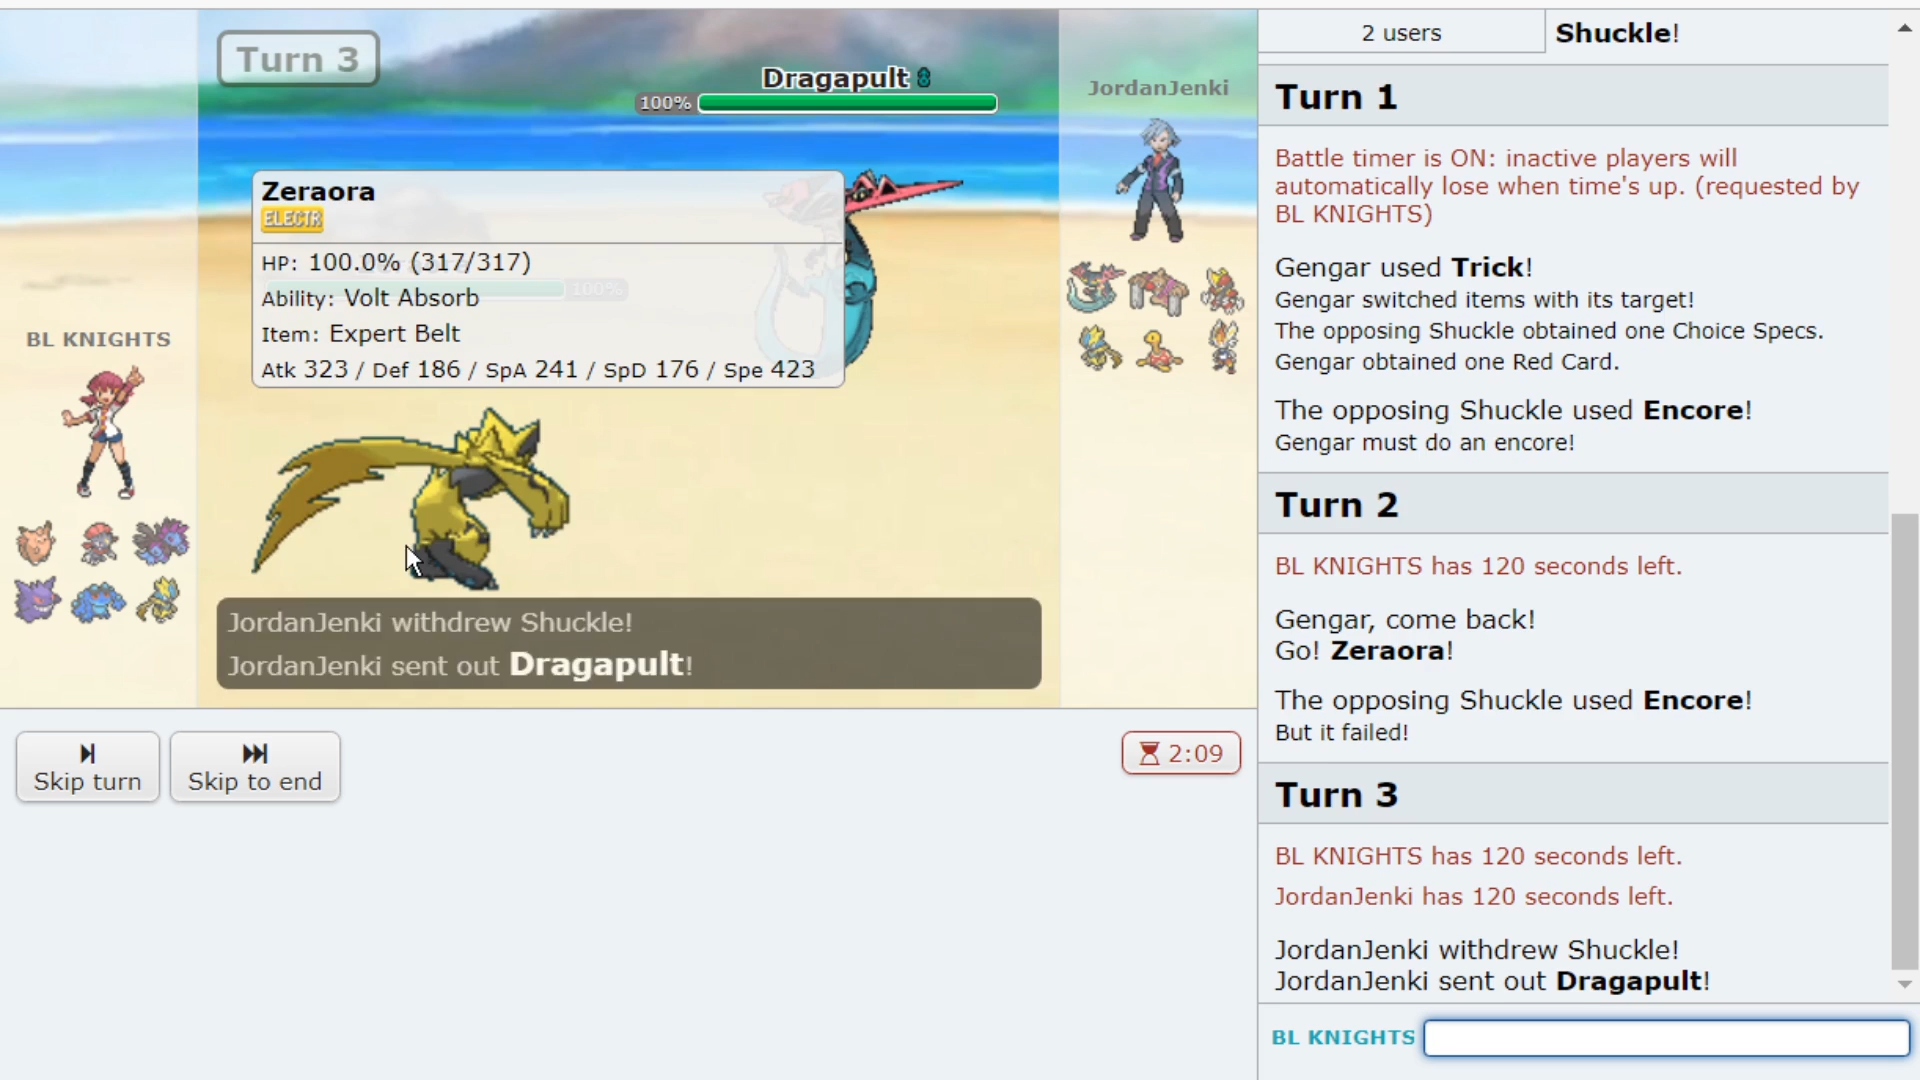 Turn 3
Dragapult
100%
JordanJenki
Zeraora
ELECTR
HP: 100.0% (317/317)
100%
Ability: Volt Absorb
Item: Expert Belt
Atk 323 / Def 186 / SpA 241 / SpD 176 / Spe 423
BL KNIGHTS
JordanJenki withdrew Shuckle!
JordanJenki sent out Dragapult!
Skip turn
Skip to end
2:09
2 users
Shuckle!
Turn 1
Battle timer is ON: inactive players will
automatically lose when time's up. (requested by
BL KNIGHTS)
Gengar used Trick!
Gengar switched items with its target!
The opposing Shuckle obtained one Choice Specs.
Gengar obtained one Red Card.
The opposing Shuckle used Encore!
Gengar must do an encore!
Turn 2
BL KNIGHTS has 120 seconds left.
Gengar, come back!
Go! Zeraora!
The opposing Shuckle used Encore!
But it failed!
Turn 3
BL KNIGHTS has 120 seconds left.
JordanJenki has 120 seconds left.
JordanJenki withdrew Shuckle!
JordanJenki sent out Dragapult!
BL KNIGHTS